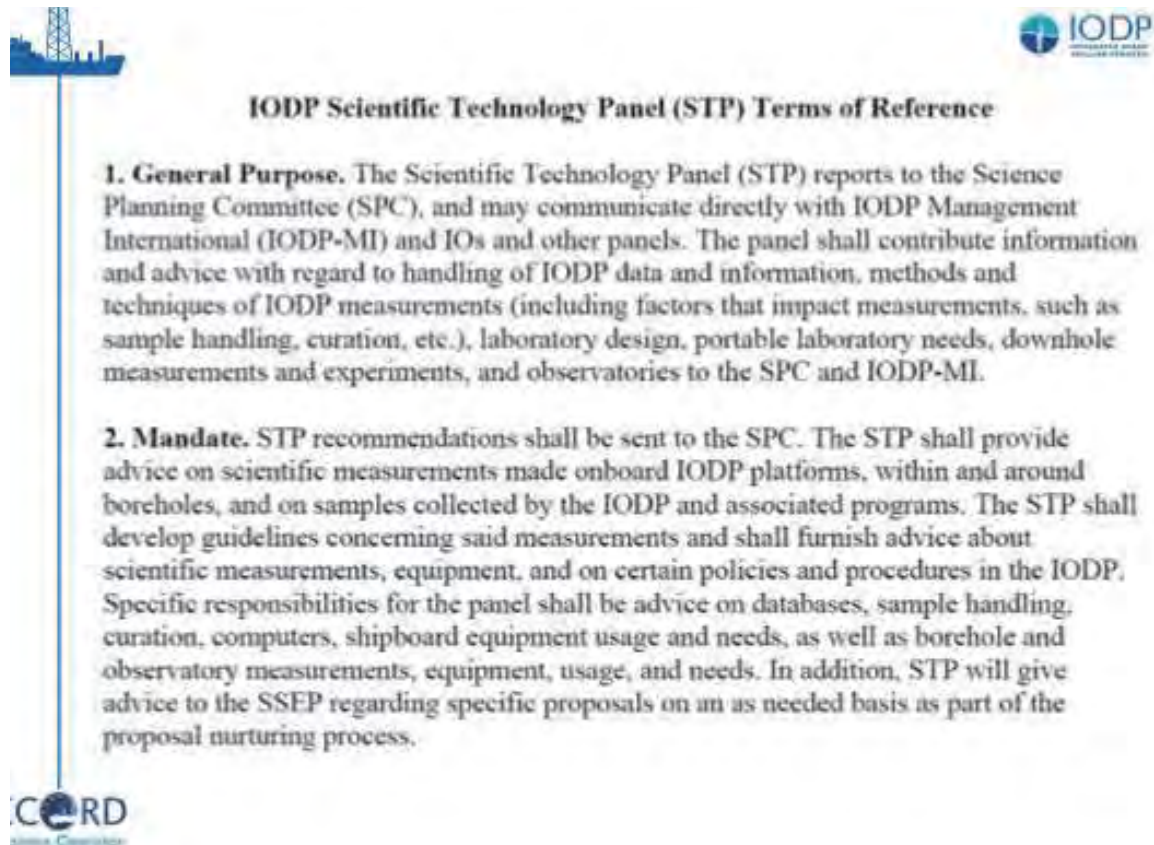 IODP
IODP Scientific Technology Panel (STP) Terms of Reference
1. General Purpose. The Scientific Technology Panel (STP) reports to the Science
Planning Committee (SPC), and may communicate directly with IODP Management
International (IODP-MI) and IOs and other panels. The panel shall contribute information
and advice with regard to handling of IODP data and information, methods and
techniques of IODP measurements (including factors that impact measurements, such as
sample handling, curation, etc.), laboratory design, portable laboratory needs, downhole
measurements and experiments, and observatories to the SPC and IODP-MI.
2. Mandate. STP recommendations shall be sent to the SPC. The STP shall provide
advice on scientific measurements made onboard IODP platforms, within and around
boreholes, and on samples collected by the IODP and associated programs. The STP shall
develop guidelines concerning said measurements and shall furnish advice about
scientific measurements, equipment, and on certain policies and procedures in the IODP.
Specific responsibilities for the panel shall be advice on databases, sample handling,
curation, computers, shipboard equipment usage and needs, as well as borehole and
observatory measurements, equipment, usage, and needs. In addition, STP will give
advice to the SSEP regarding specific proposals on an as needed basis as part of the
proposal nurturing process.
CORD